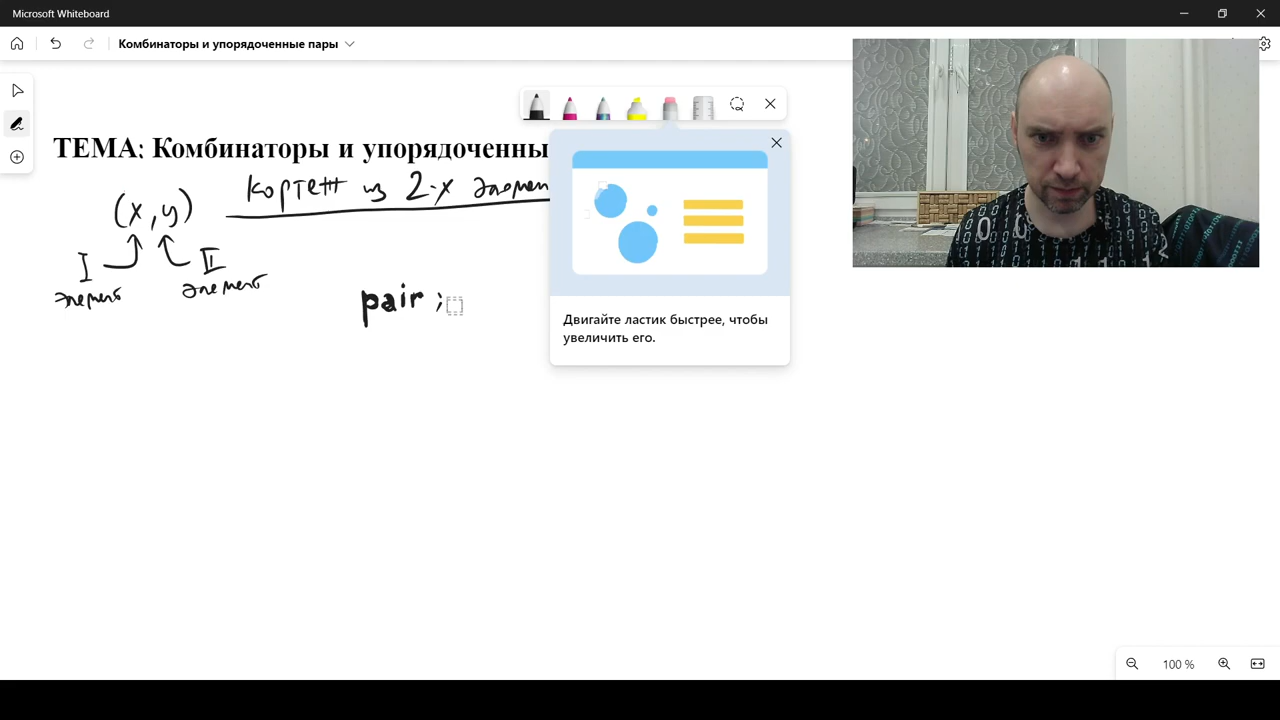 Microsoft Whiteboard
Комбинаторы и упорядоченные пары
ТЕМА: Комбинаторы и упорядоченны
(x, y) кортеж из 2-х элемен
I II
элемент элемент
pair :
Двигайте ластик быстрее, чтобы
увеличить его.
100 %